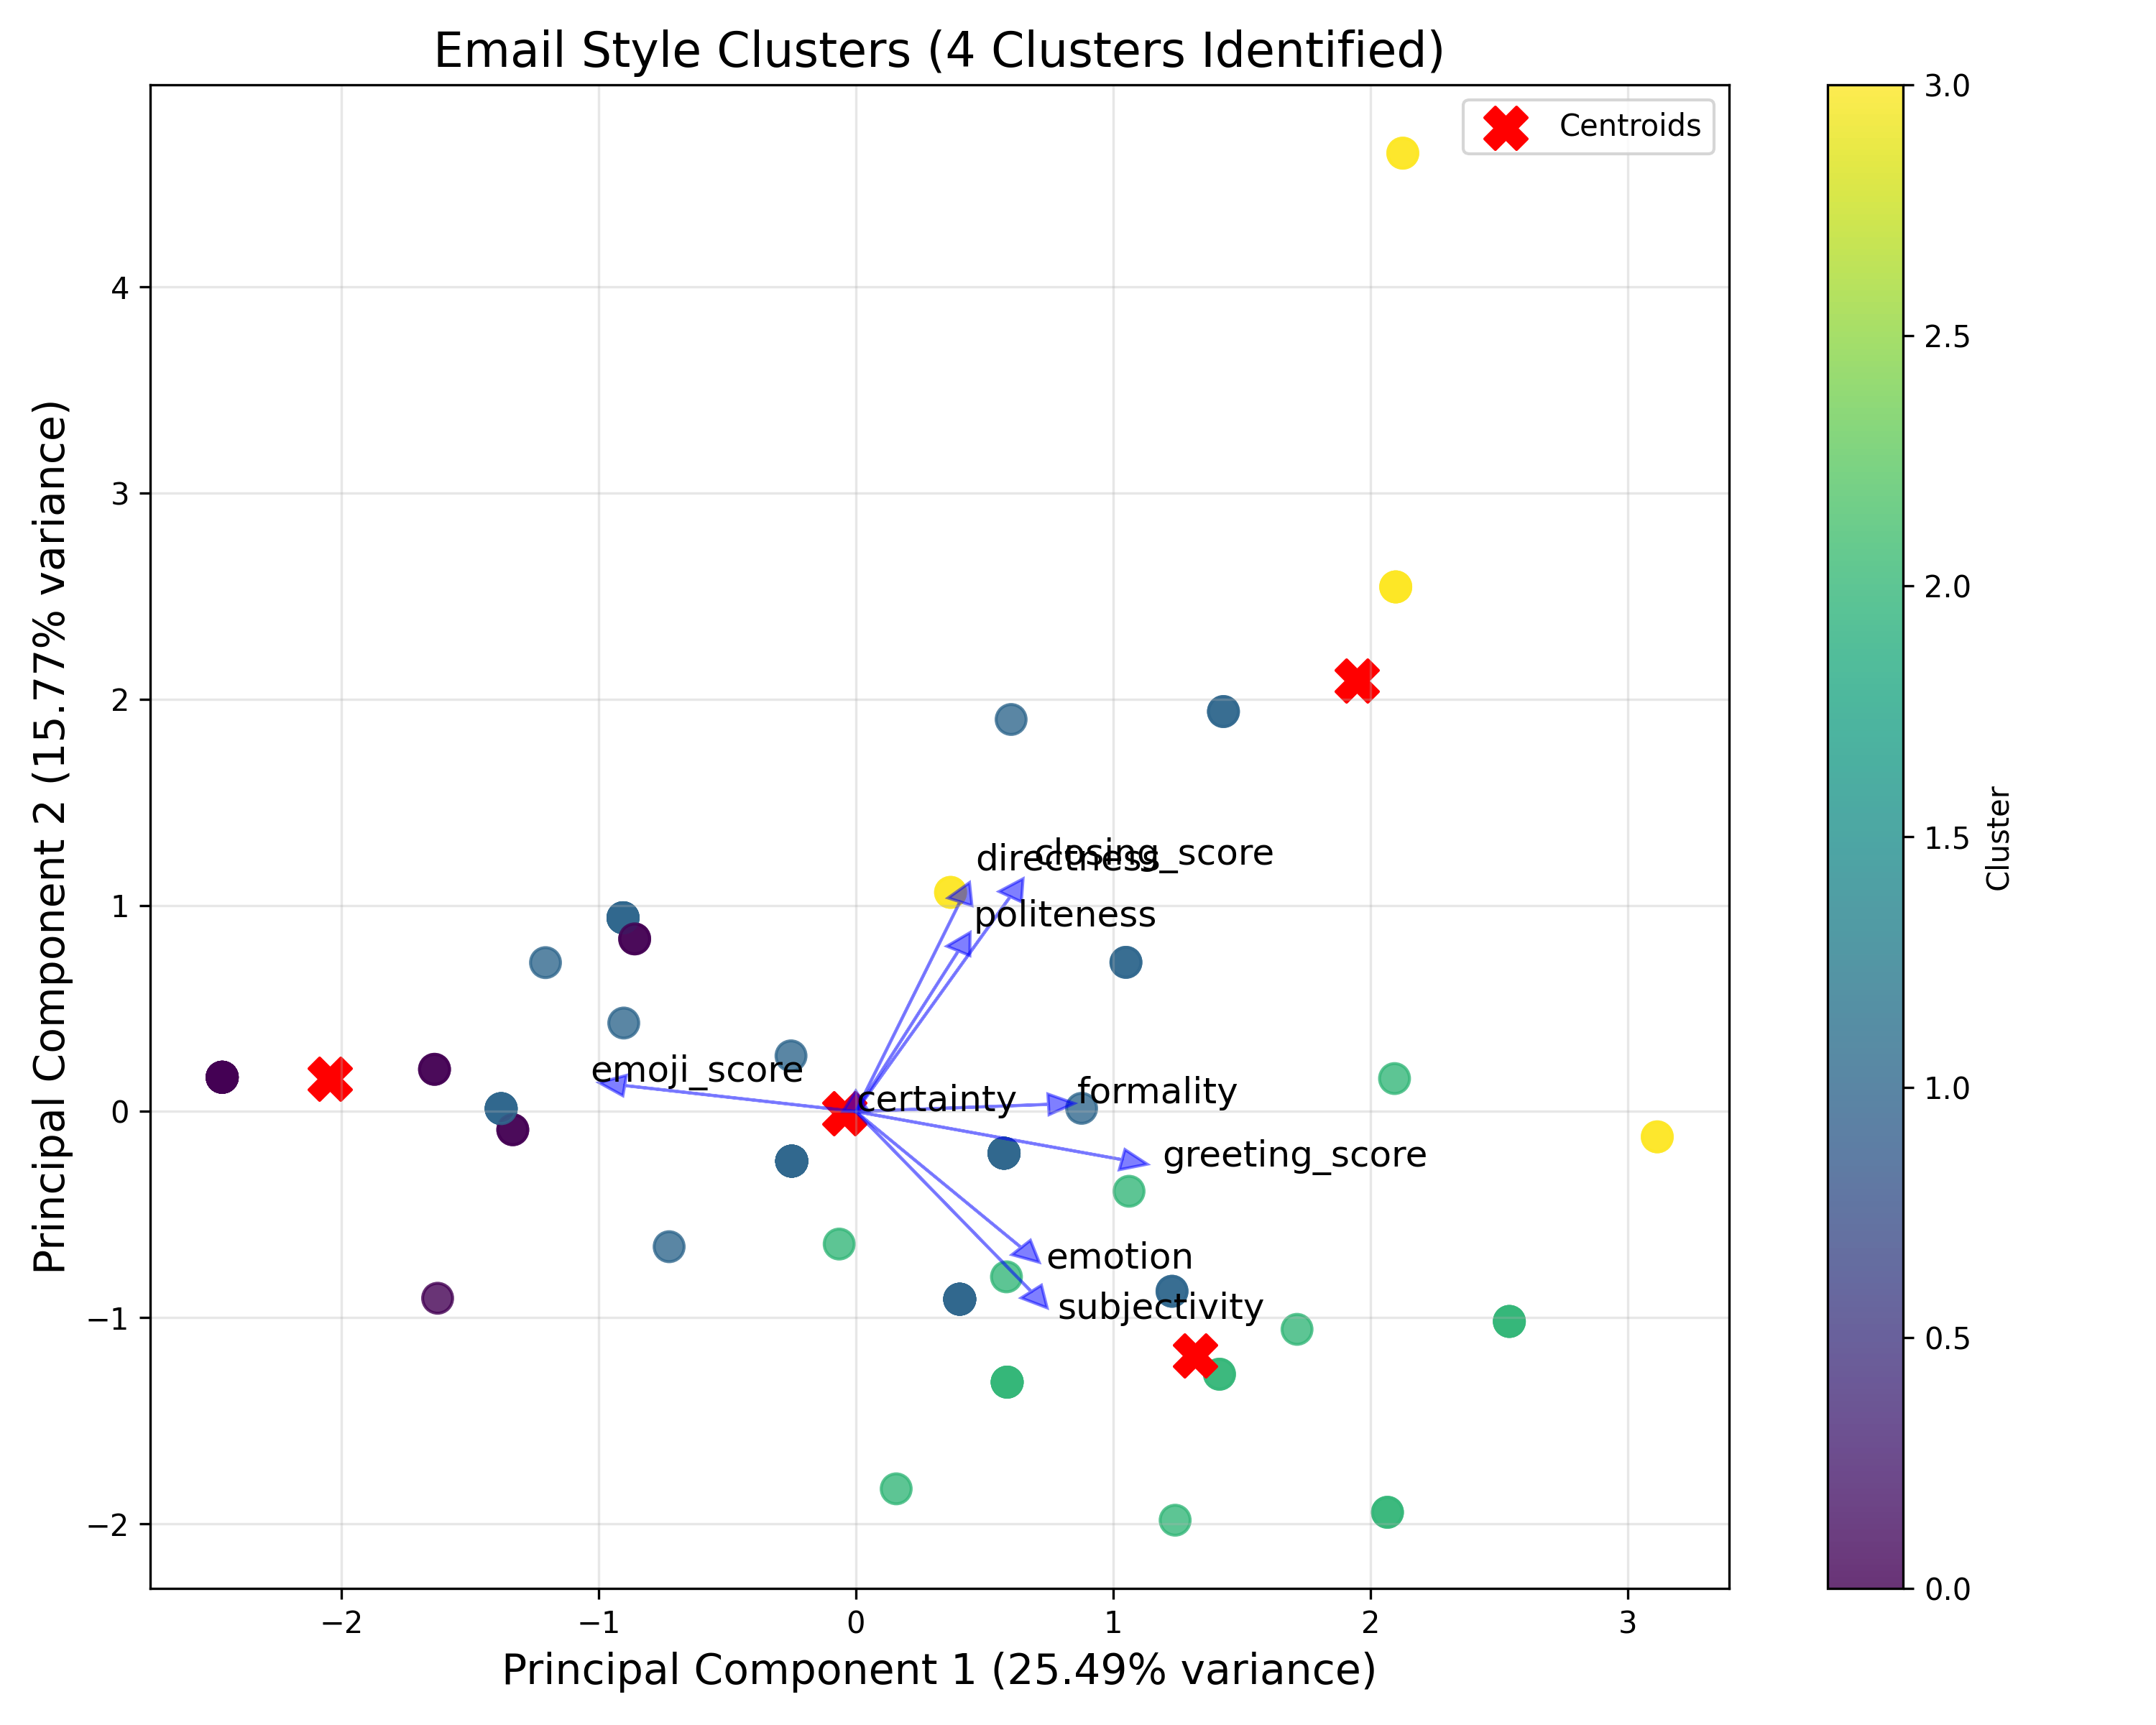 Email Style Clusters (4 Clusters Identified)
Centroids
3.0
2.5
2.0
1.5
1.0
0.5
0.0
Cluster
4
3
2
1
0
−1
−2
Principal Component 2 (15.77% variance)
directness
closing_score
politeness
emoji_score
certainty
formality
greeting_score
emotion
subjectivity
−2
−1
0
1
2
3
Principal Component 1 (25.49% variance)